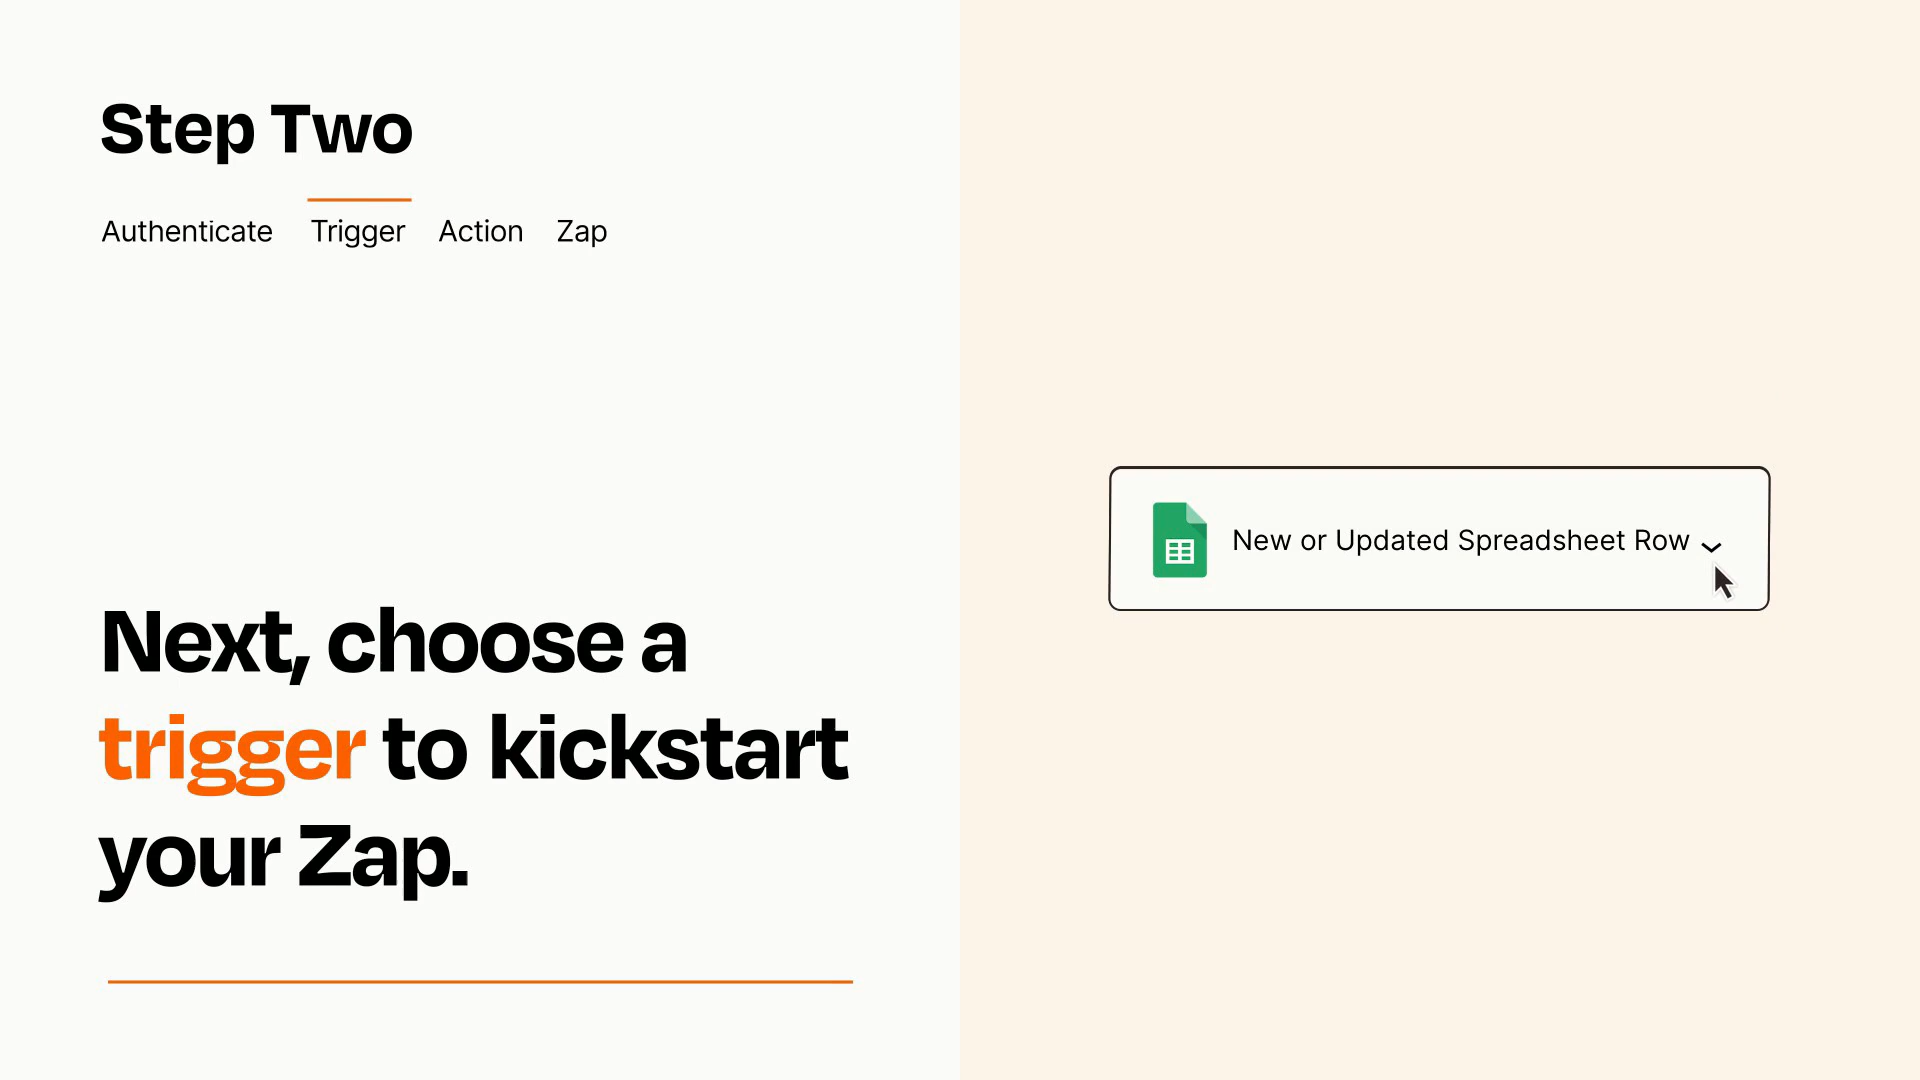 Step Two
Authenticate Trigger Action Zap
Next, choose a
trigger to kickstart
your Zap.
New or Updated Spreadsheet Row